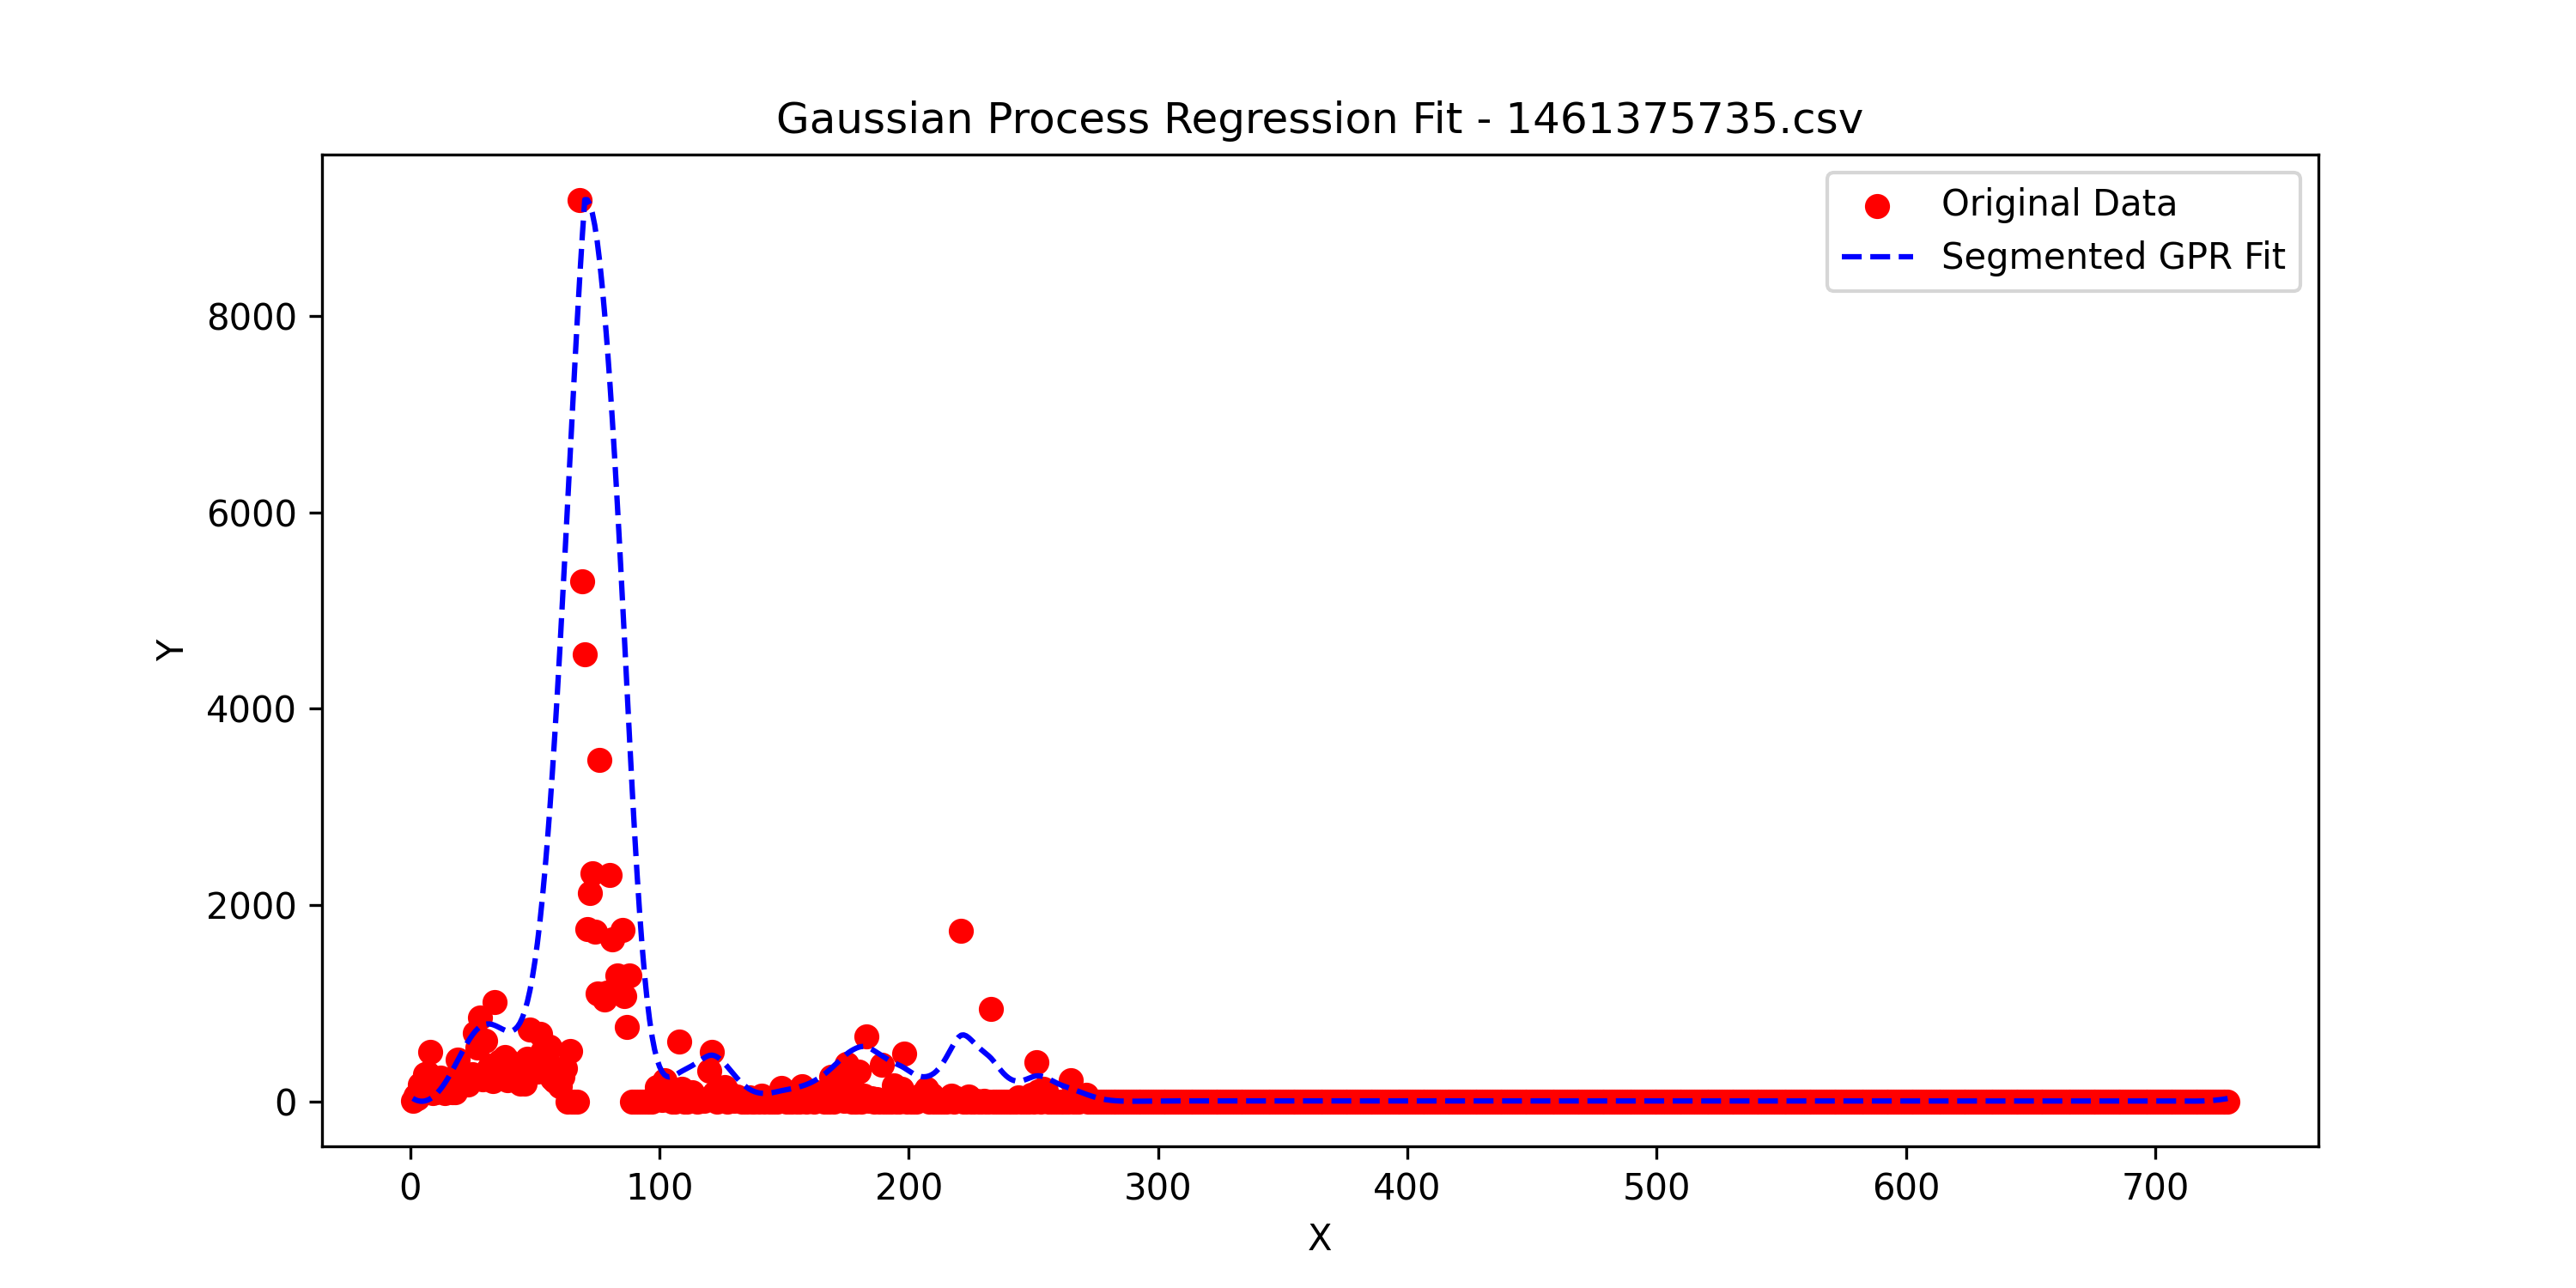 Gaussian Process Regression Fit - 1461375735.csv
Original Data
Segmented GPR Fit
Y
8000
6000
4000
2000
0
0 100 200 300 400 500 600 700
X